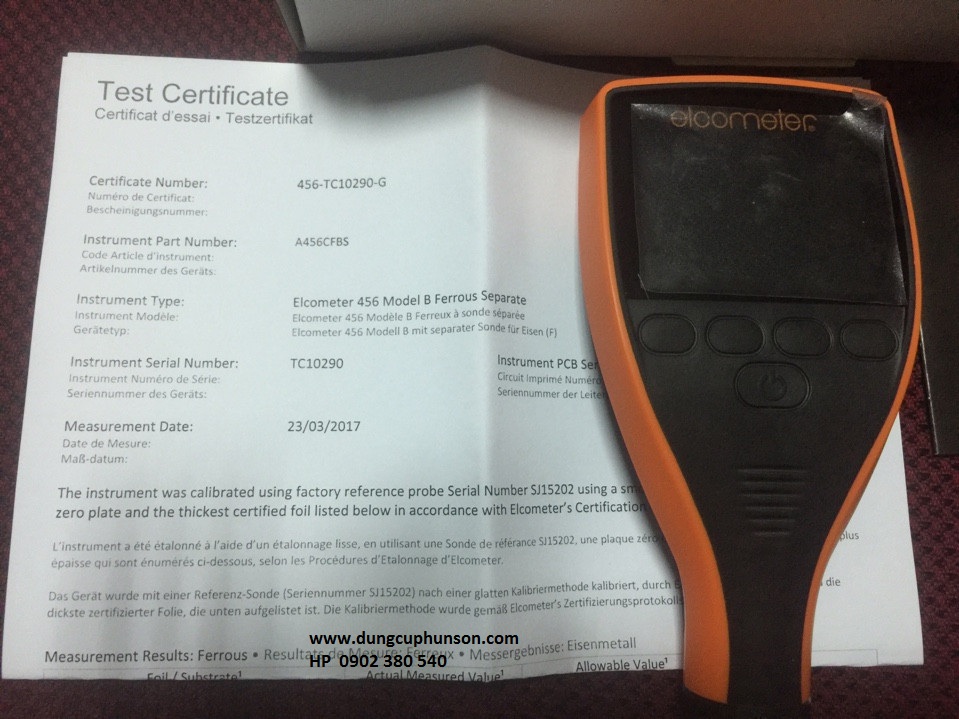 Test Certificate
Certificat d'essai • Testzertifikat
elcometer®
Certificate Number: 456-TC10290-G
Numéro de Certificat:
Bescheinigungsnummer:
Instrument Part Number: A456CFBS
Code Article d'instrument:
Artikelnummer des Geräts:
Instrument Type: Elcometer 456 Model B Ferrous Separate
Instrument Modèle: Elcometer 456 Modèle B Ferreux à sonde séparée
Gerätetyp: Elcometer 456 Modell B mit separater Sonde für Eisen (F)
Instrument Serial Number: TC10290 Instrument PCB Ser
Instrument Numéro de Série: Circuit Imprimé Numéro
Seriennummer des Geräts: Seriennummer der Leite
Measurement Date: 23/03/2017
Date de Mesure:
Maß-datum:
The instrument was calibrated using factory reference probe Serial Number SJ15202 using a sm
zero plate and the thickest certified foil listed below in accordance with Elcometer's Certification
L'instrument a été étalonné à l'aide d'un étalonnage lisse, en utilisant une Sonde de référance SJ15202, une plaque zéro plus
épaisse qui sont énumérés ci-dessous, selon les Procédures d'Etalonnage d'Elcometer.
Das Gerät wurde mit einer Referenz-Sonde (Seriennummer SJ15202) nach einer glatten Kalibriermethode kalibriert, durch die
dickste zertifizierter Folie, die unten aufgelistet ist. Die Kalibriermethode wurde gemäß Elcometer's Zertifizierungsprotokolls
www.dungcuphunson.com
Measurement Results: Ferrous • Resultats de Mesure: Ferreux • Messergebnisse: Eisenmetall
HP 0902 380 540
Foil / Substrate¹ Actual Measured Value¹ Allowable Value¹